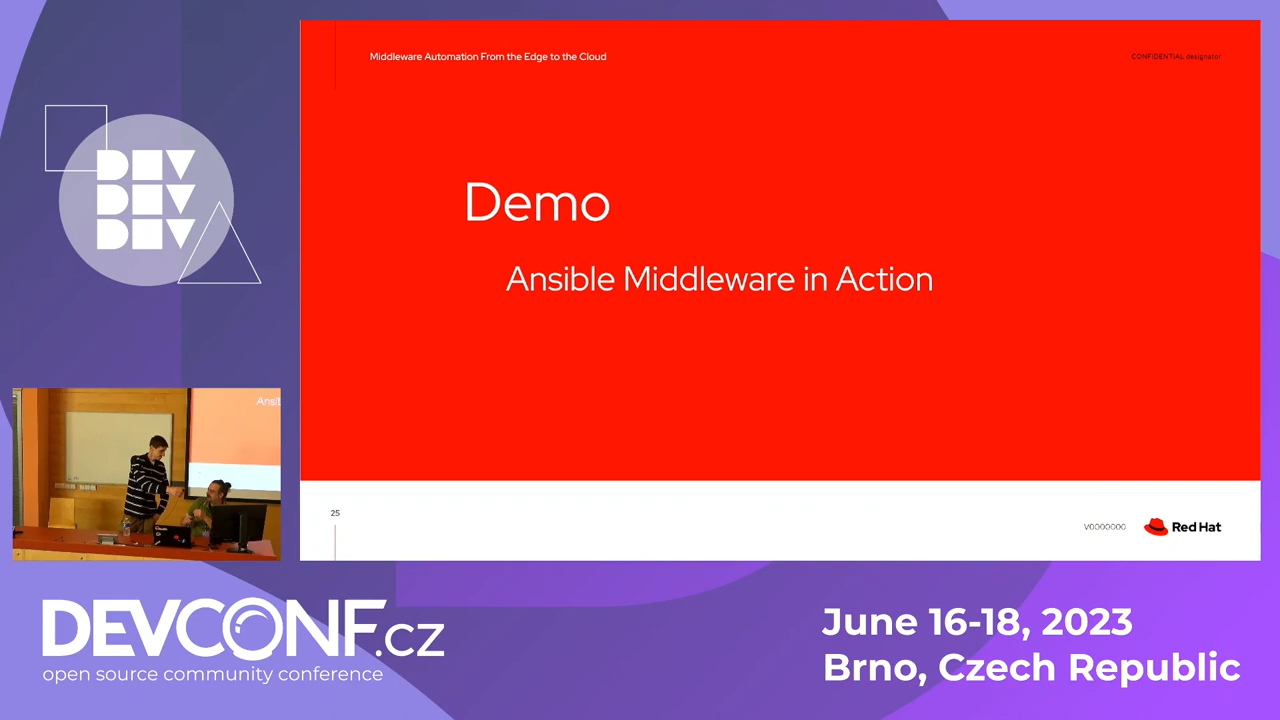 Middleware Automation From the Edge to the Cloud
CONFIDENTIAL designator
DEV
DEV
DEV
Demo
Ansible Middleware in Action
25
V0000000
Red Hat
DEVCONF.cz
open source community conference
June 16-18, 2023
Brno, Czech Republic